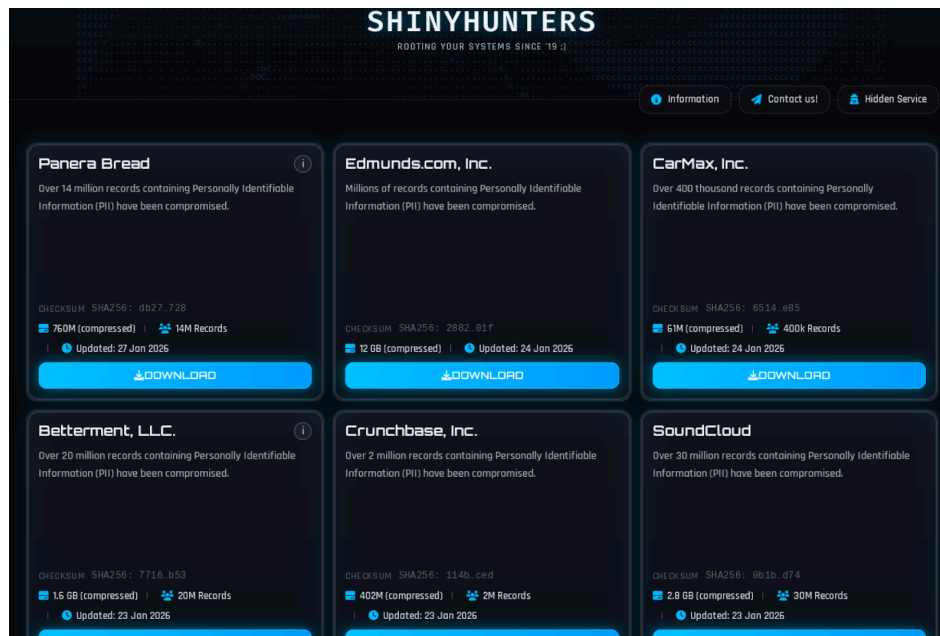 SHINYHUNTERS
ROOTING YOUR SYSTEMS SINCE '19 ;)
Information
Contact us!
Hidden Service
Panera Bread
Over 14 million records containing Personally Identifiable
Information (PII) have been compromised.
CHECKSUM SHA256: db27…728
760M (compressed) | 14M Records
| Updated: 27 Jan 2026
DOWNLOAD
Edmunds.com, Inc.
Millions of records containing Personally Identifiable
Information (PII) have been compromised.
CHECKSUM SHA256: 2882…01f
12 GB (compressed) | Updated: 24 Jan 2026
DOWNLOAD
CarMax, Inc.
Over 400 thousand records containing Personally
Identifiable Information (PII) have been compromised.
CHECKSUM SHA256: 6514…e85
61M (compressed) | 400k Records
| Updated: 24 Jan 2026
DOWNLOAD
Betterment, LLC.
Over 20 million records containing Personally Identifiable
Information (PII) have been compromised.
CHECKSUM SHA256: 7716…b53
1.6 GB (compressed) | 20M Records
| Updated: 23 Jan 2026
Crunchbase, Inc.
Over 2 million records containing Personally Identifiable
Information (PII) have been compromised.
CHECKSUM SHA256: 114b…ced
402M (compressed) | 2M Records
| Updated: 23 Jan 2026
SoundCloud
Over 30 million records containing Personally Identifiable
Information (PII) have been compromised.
CHECKSUM SHA256: 0b1b…d74
2.8 GB (compressed) | 30M Records
| Updated: 23 Jan 2026